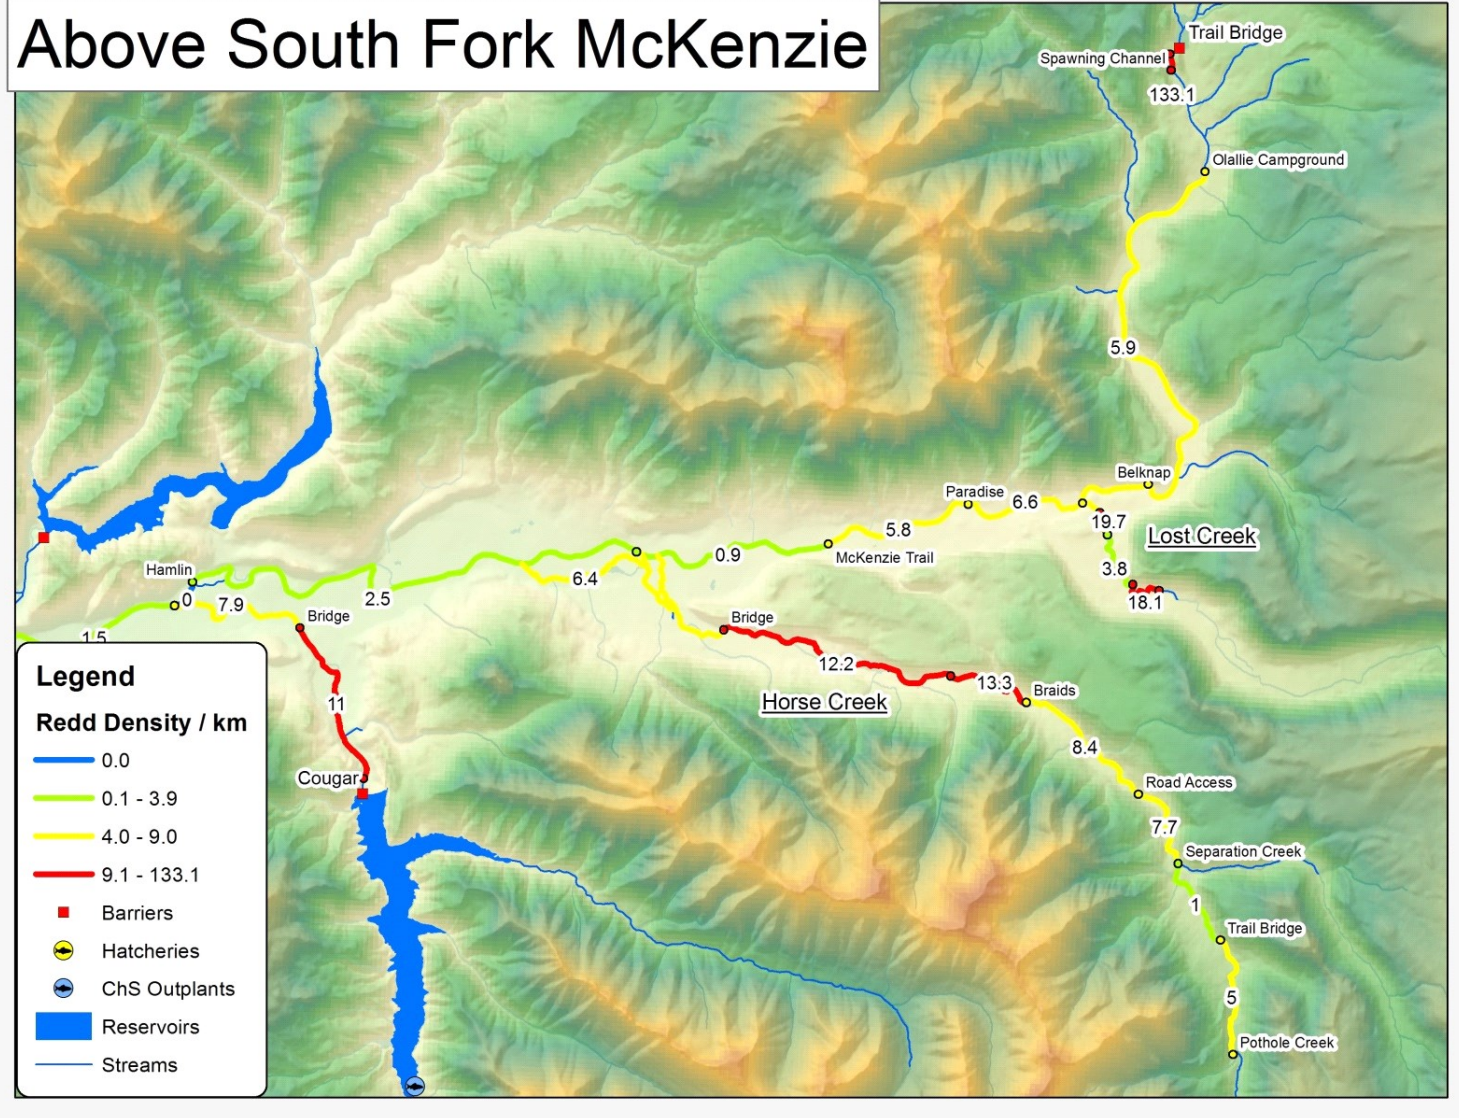 Above South Fork McKenzie
Trail Bridge
Spawning Channel
133.1
Olallie Campground
5.9
Belknap
Paradise
6.6
19.7
Lost Creek
5.8
McKenzie Trail
0.9
3.8
18.1
Hamlin
0
7.9
2.5
6.4
Bridge
Bridge
1.5
12.2
13.3
Braids
Horse Creek
11
8.4
Cougar
Road Access
7.7
Separation Creek
1
Trail Bridge
5
Pothole Creek
Legend
Redd Density / km
0.0
0.1 - 3.9
4.0 - 9.0
9.1 - 133.1
Barriers
Hatcheries
ChS Outplants
Reservoirs
Streams